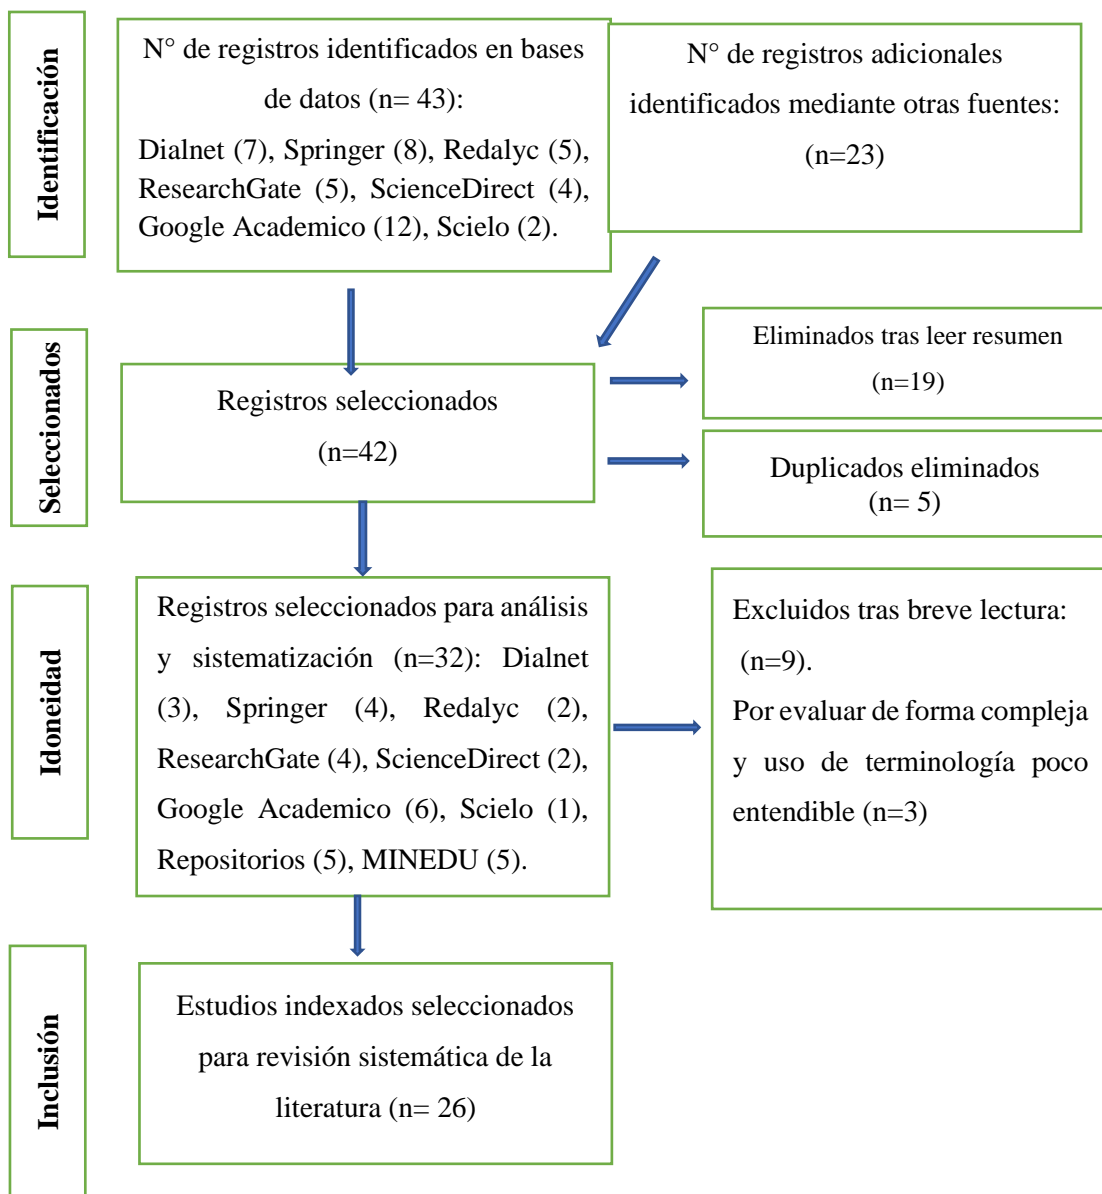 Identificación
N° de registros identificados en bases
de datos (n= 43):
Dialnet (7), Springer (8), Redalyc (5),
ResearchGate (5), ScienceDirect (4),
Google Academico (12), Scielo (2).
N° de registros adicionales
identificados mediante otras fuentes:
(n=23)
Seleccionados
Registros seleccionados
(n=42)
Eliminados tras leer resumen
(n=19)
Duplicados eliminados
(n= 5)
Idoneidad
Registros seleccionados para análisis
y sistematización (n=32): Dialnet
(3), Springer (4), Redalyc (2),
ResearchGate (4), ScienceDirect (2),
Google Academico (6), Scielo (1),
Repositorios (5), MINEDU (5).
Excluidos tras breve lectura:
(n=9).
Por evaluar de forma compleja
y uso de terminología poco
entendible (n=3)
Inclusión
Estudios indexados seleccionados
para revisión sistemática de la
literatura (n= 26)